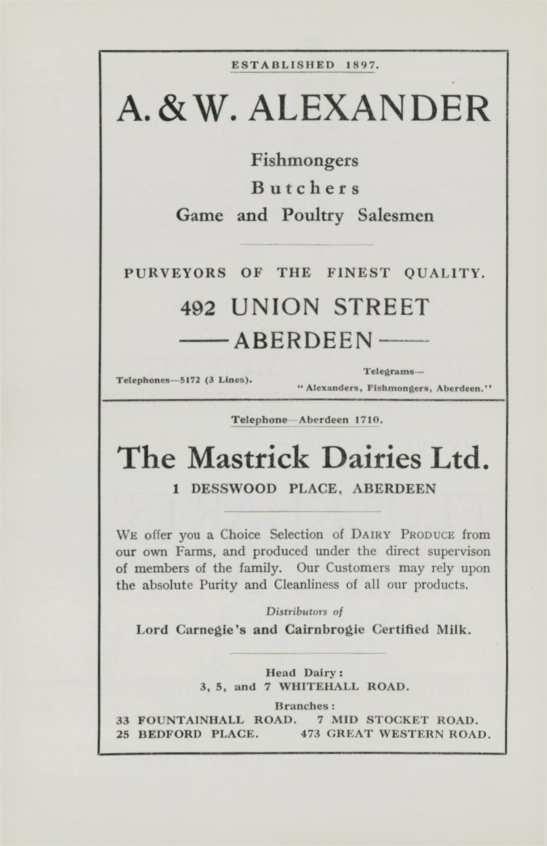 ESTABLISHED 1897.
A. & W. ALEXANDER
Fishmongers
Butchers
Game and Poultry Salesmen
PURVEYORS OF THE FINEST QUALITY.
492 UNION STREET
ABERDEEN
Telephones—5172 (3 Lines).
Telegrams—
"Alexanders, Fishmongers, Aberdeen."
Telephone—Aberdeen 1710.
The Mastrick Dairies Ltd.
1 DESSWOOD PLACE, ABERDEEN
WE offer you a Choice Selection of DAIRY PRODUCE from
our own Farms, and produced under the direct supervison
of members of the family. Our Customers may rely upon
the absolute Purity and Cleanliness of all our products.
Distributors of
Lord Carnegie's and Cairnbrogie Certified Milk.
Head Dairy:
3, 5, and 7 WHITEHALL ROAD.
Branches:
33 FOUNTAINHALL ROAD. 7 MID STOCKET ROAD.
25 BEDFORD PLACE. 473 GREAT WESTERN ROAD.